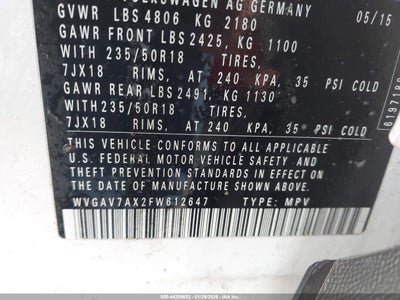 VOLKSWAGEN AG GERMANY
05/15
GVWR LBS 4806 KG 2180
GAWR FRONT LBS 2425, KG 1100
WITH 235/50R18 TIRES,
7JX18 RIMS, AT 240 KPA, 35 PSI COLD
GAWR REAR LBS 2491, KG 1130
WITH 235/50R18 TIRES,
7JX18 RIMS, AT 240 KPA, 35 PSI COLD
THIS VEHICLE CONFORMS TO ALL APPLICABLE
U.S. FEDERAL MOTOR VEHICLE SAFETY AND
THEFT PREVENTION STANDARDS IN EFFECT ON
THE DATE OF MANUFACTURE SHOWN ABOVE.
WVGAV7AX2FW612647 TYPE: MPV